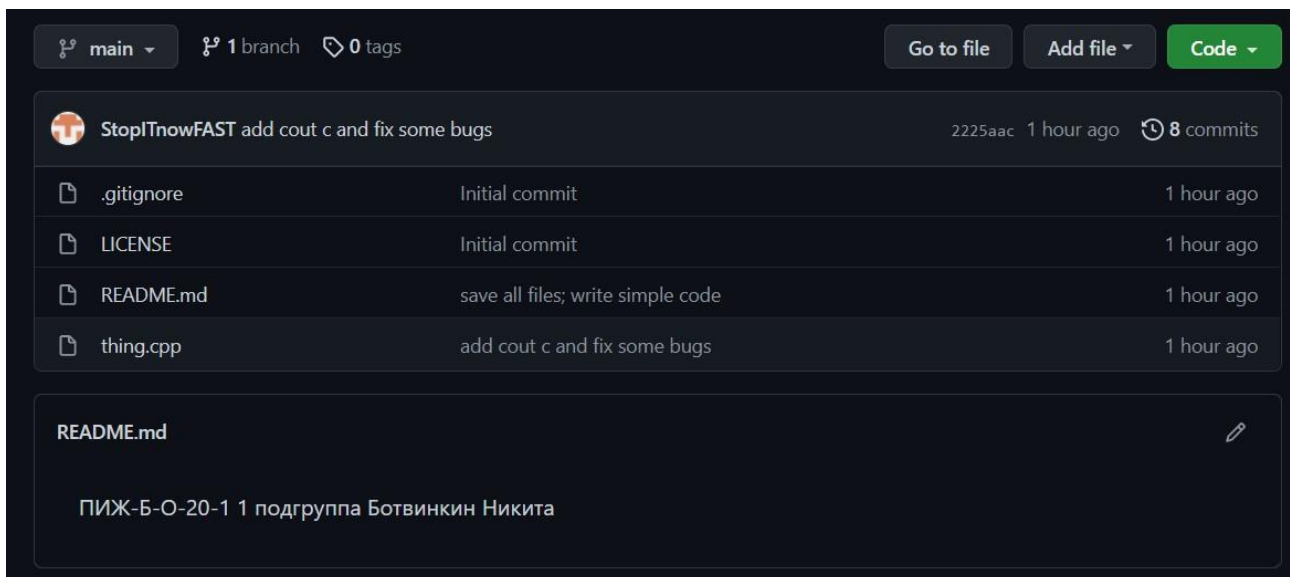 main 1 branch 0 tags Go to file Add file Code
StopITnowFAST add cout c and fix some bugs 2225aac 1 hour ago 8 commits
.gitignore Initial commit 1 hour ago
LICENSE Initial commit 1 hour ago
README.md save all files; write simple code 1 hour ago
thing.cpp add cout c and fix some bugs 1 hour ago
README.md
ПИЖ-Б-О-20-1 1 подгруппа Ботвинкин Никита